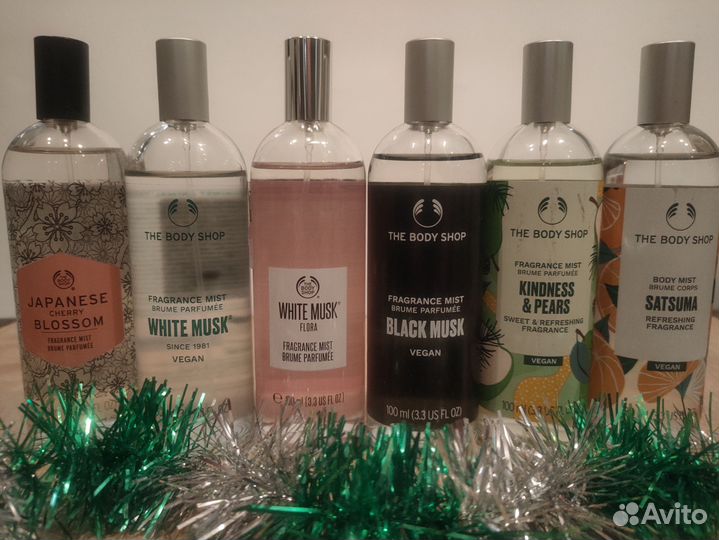 JAPANESE
CHERRY
BLOSSOM
FRAGRANCE MIST
BRUME PARFUMÉE
THE BODY SHOP
FRAGRANCE MIST
BRUME PARFUMÉE
WHITE MUSK®
SINCE 1981
VEGAN
THE
BODY
SHOP
WHITE MUSK®
FLORA
FRAGRANCE MIST
BRUME PARFUMÉE
100 ml (3.3 US FL OZ)
THE BODY SHOP
FRAGRANCE MIST
BRUME PARFUMÉE
BLACK MUSK
VEGAN
100 ml (3.3 US FL OZ)
THE BODY SHOP
FRAGRANCE MIST
BRUME PARFUMÉE
KINDNESS
& PEARS
SWEET & REFRESHING
FRAGRANCE
VEGAN
THE BODY SHOP
BODY MIST
BRUME CORPS
SATSUMA
REFRESHING
FRAGRANCE
VEGAN
Avito